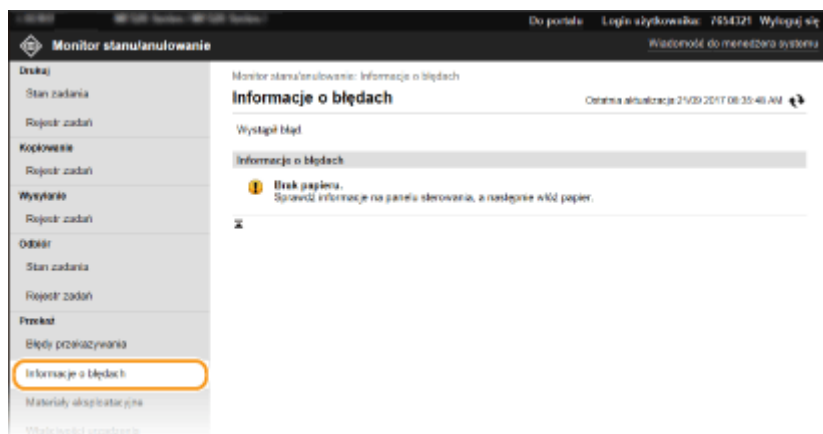 Do portalu Login użytkownika: 7654321 Wyloguj się
Monitor stanu/anulowanie
Wiadomość do menedżera systemu
Drukuj
Stan zadania
Rejestr zadań
Kopiowanie
Rejestr zadań
Wysyłanie
Rejestr zadań
Odbiór
Stan zadania
Rejestr zadań
Przekaż
Błędy przekazywania
Informacje o błędach
Materiały eksploatacyjne
Monitor stanu/anulowanie: Informacje o błędach
Informacje o błędach
Ostatnia aktualizacja 21/09 2017 08:35:48 AM
Wystąpił błąd.
Informacje o błędach
Brak papieru.
Sprawdź informacje na panelu sterowania, a następnie włóż papier.